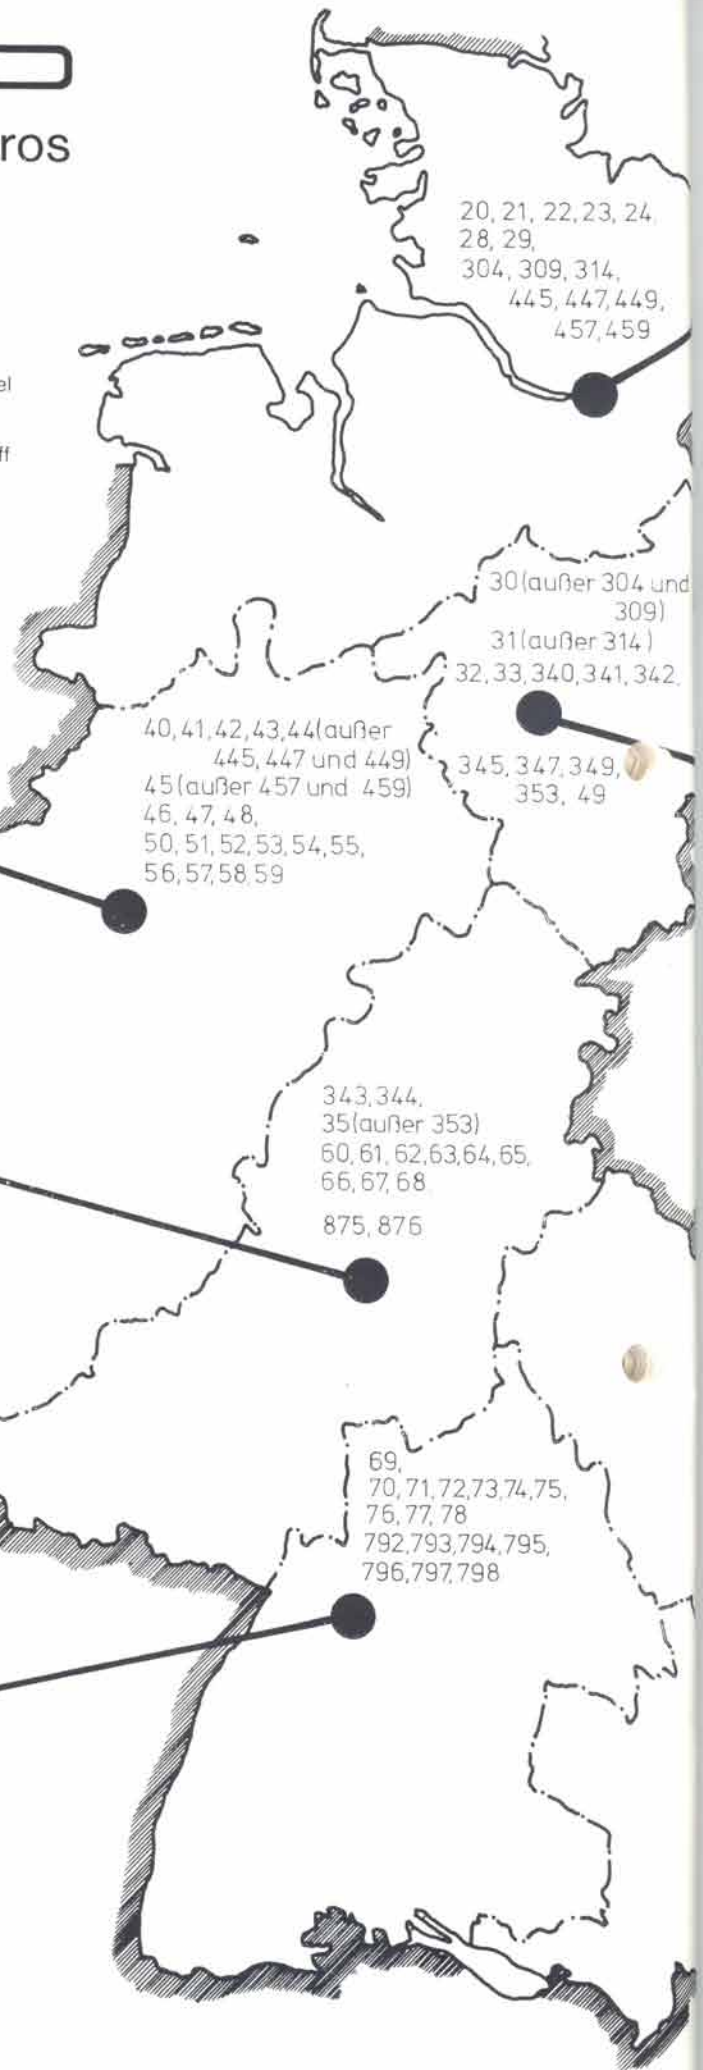 ros
el
ff
20, 21, 22, 23, 24,
28, 29,
304, 309, 314,
445, 447, 449,
457, 459
30 (außer 304 und
309)
31 (außer 314)
32, 33, 340, 341, 342,
345, 347, 349,
353, 49
40, 41, 42, 43, 44 (außer
445, 447 und 449)
45 (außer 457 und 459)
46, 47, 48,
50, 51, 52, 53, 54, 55,
56, 57, 58, 59
343, 344,
35 (außer 353)
60, 61, 62, 63, 64, 65,
66, 67, 68
875, 876
69,
70, 71, 72, 73, 74, 75,
76, 77, 78
792, 793, 794, 795,
796, 797, 798